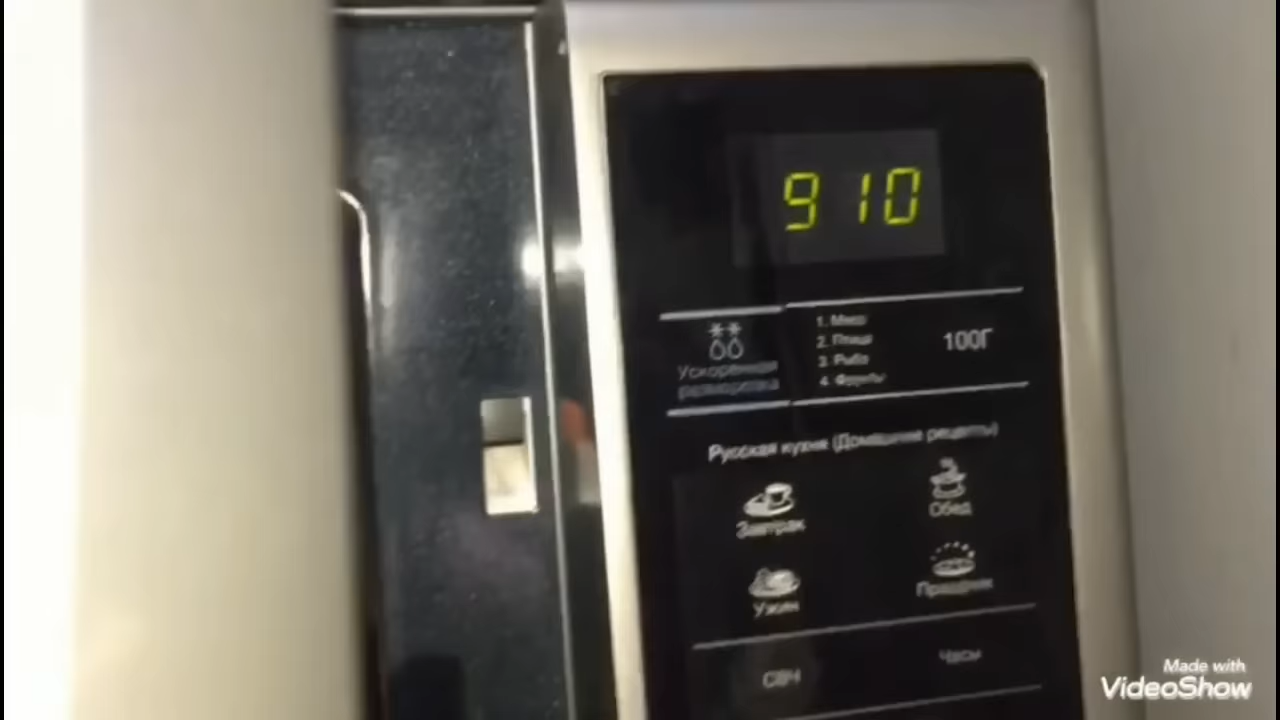 910
1. Мясо
2. Птица
3. Рыба
4. Фрукты
100Г
Ускоренная
разморозка
Русская кухня (Домашние рецепты)
Завтрак
Обед
Ужин
Праздник
СВЧ
Часы
Made with
VideoShow